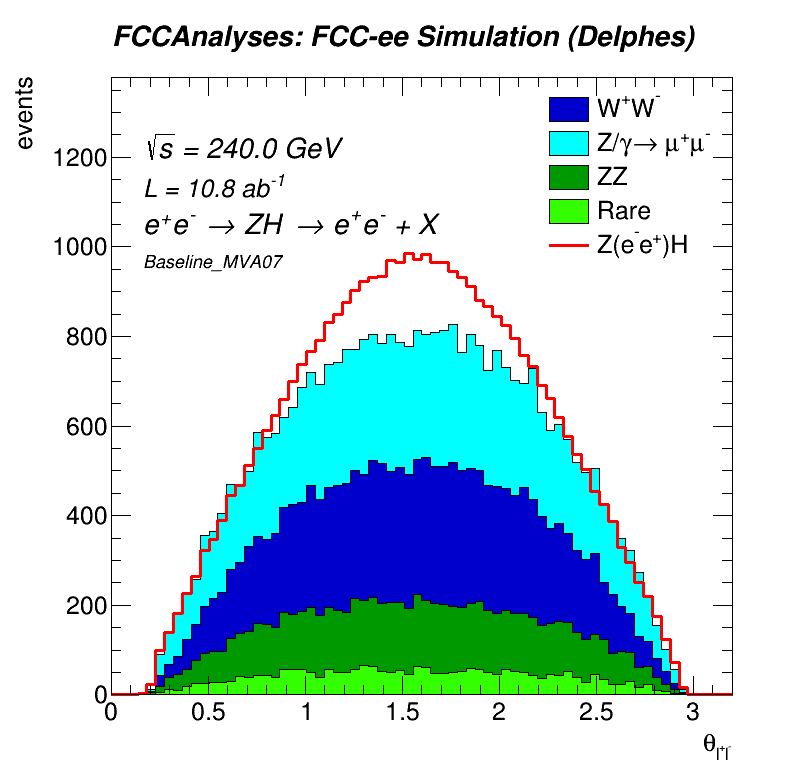 FCCAnalyses: FCC-ee Simulation (Delphes)
events
√s = 240.0 GeV
L = 10.8 ab⁻¹
e⁺e⁻ → ZH → e⁺e⁻ + X
Baseline_MVA07
W⁺W⁻
Z/γ→ μ⁺μ⁻
ZZ
Rare
Z(e⁻e⁺)H
1200
1000
800
600
400
200
0
0 0.5 1 1.5 2 2.5 3
θ_{l⁺l⁻}